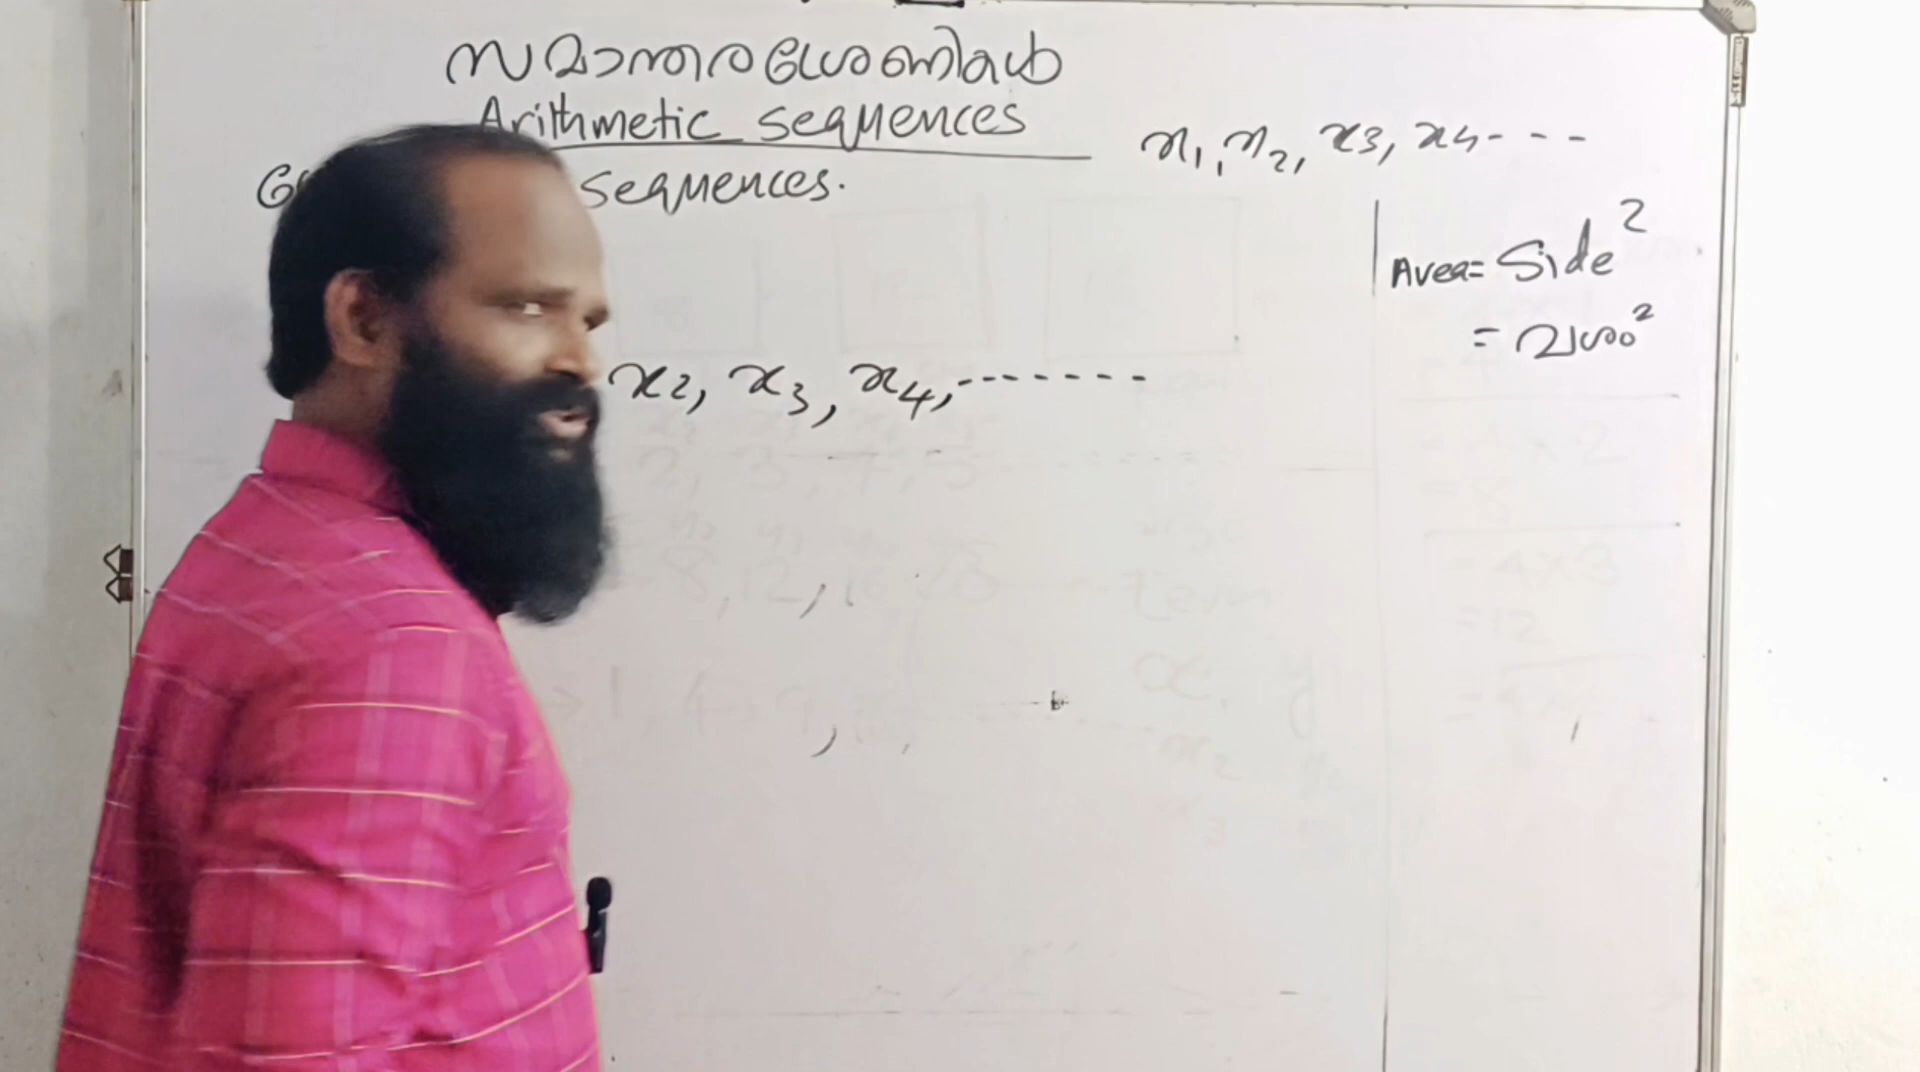 സമാന്തരശ്രേണികൾ
Arithmetic sequences
x1, x2, x3, x4- - - -
sequences.
Area = Side²
= വശം²
x2, x3, x4, - - - - - - -